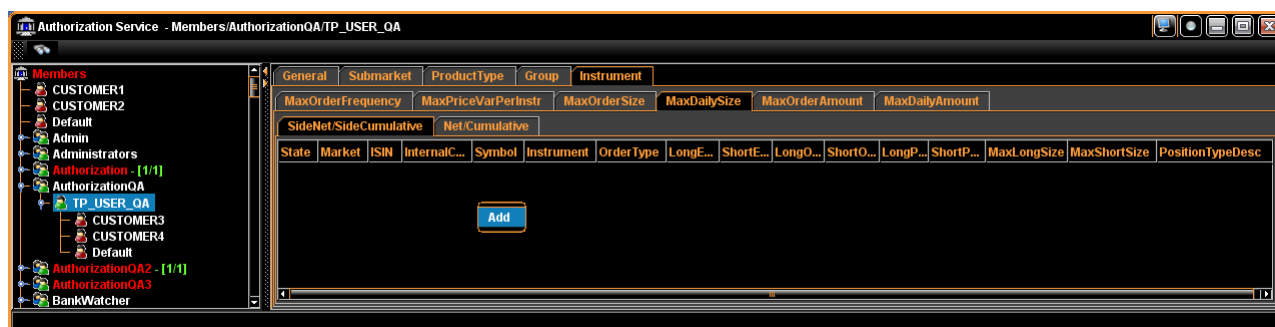 Authorization Service - Members/AuthorizationQA/TP_USER_QA
Members
CUSTOMER1
CUSTOMER2
Default
Admin
Administrators
Authorization - [1/1]
AuthorizationQA
TP_USER_QA
CUSTOMER3
CUSTOMER4
Default
AuthorizationQA2 - [1/1]
AuthorizationQA3
BankWatcher
General Submarket ProductType Group Instrument
MaxOrderFrequency MaxPriceVarPerInstr MaxOrderSize MaxDailySize MaxOrderAmount MaxDailyAmount
SideNet/SideCumulative Net/Cumulative
State Market ISIN InternalC... Symbol Instrument OrderType LongE... ShortE... LongO... ShortO... LongP... ShortP... MaxLongSize MaxShortSize PositionTypeDesc
Add